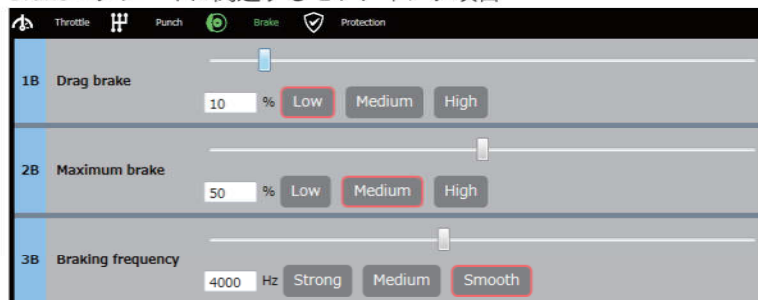 Throttle Punch Brake Protection
1B Drag brake
10 % Low Medium High
2B Maximum brake
50 % Low Medium High
3B Braking frequency
4000 Hz Strong Medium Smooth